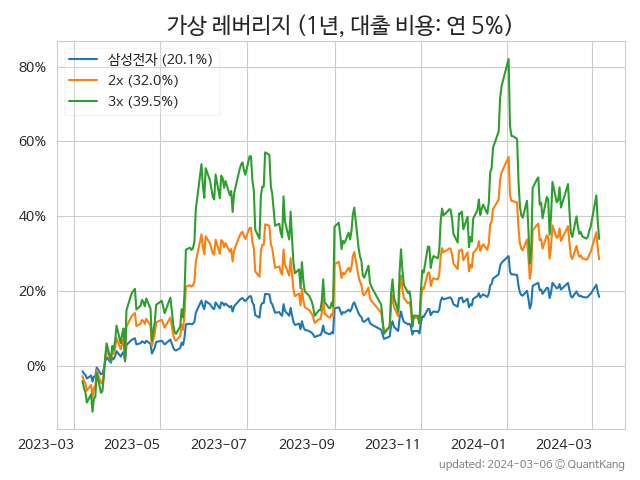 가상 레버리지 (1년, 대출 비용: 연 5%)
삼성전자 (20.1%)
2x (32.0%)
3x (39.5%)
80%
60%
40%
20%
0%
2023-03 2023-05 2023-07 2023-09 2023-11 2024-01 2024-03
updated: 2024-03-06 © QuantKang